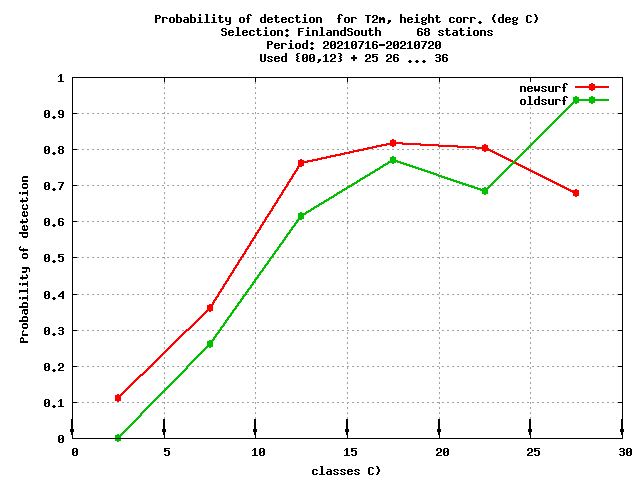 Probability of detection  for T2m, height corr. (deg C)
Selection: FinlandSouth     68 stations
Period: 20210716-20210720
Used {00,12} + 25 26 ... 36
1
newsurf
oldsurf
0.9
0.8
0.7
0.6
0.5
0.4
0.3
0.2
0.1
0
Probability of detection
0 5 10 15 20 25 30
classes C)